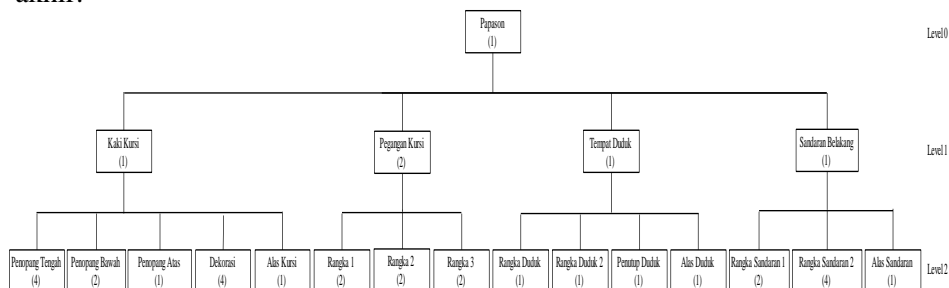 akhir.
Papason
(1)
Level 0
Kaki Kursi
(1)
Pegangan Kursi
(2)
Tempat Duduk
(1)
Sandaran Belakang
(1)
Level 1
Penopang Tengah
(4)
Penopang Bawah
(2)
Penopang Atas
(1)
Dekorasi
(4)
Alas Kursi
(1)
Rangka 1
(2)
Rangka 2
(2)
Rangka 3
(2)
Rangka Duduk
(1)
Rangka Duduk 2
(1)
Penutup Duduk
(1)
Alas Duduk
(1)
Rangka Sandaran 1
(2)
Rangka Sandaran 2
(4)
Alas Sandaran
(1)
Level 2